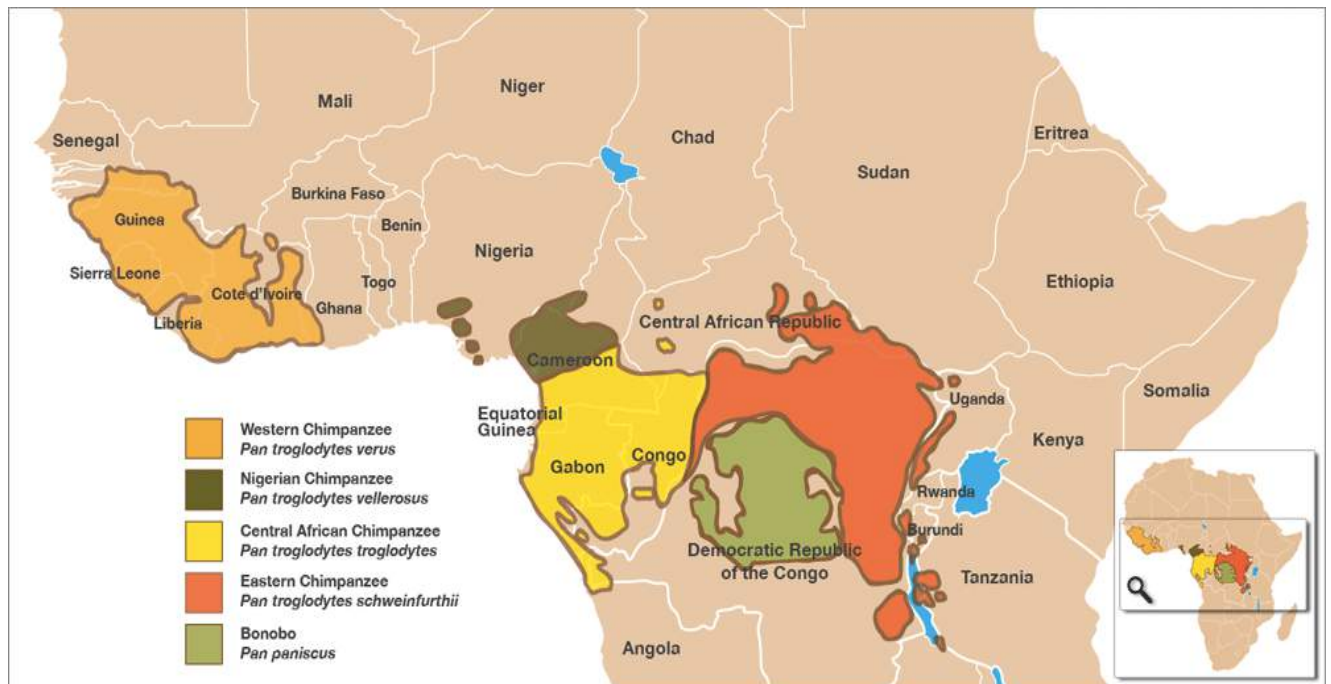 Niger
Mali
Chad
Senegal
Eritrea
Sudan
Burkina Faso
Guinea
Benin
Nigeria
Sierra Leone
Togo
Ethiopia
Cote d'Ivoire
Ghana
Liberia
Central African Republic
Cameroon
Somalia
Uganda
Equatorial
Guinea
Kenya
Congo
Gabon
Rwanda
Burundi
Democratic Republic
of the Congo
Tanzania
Angola
Western Chimpanzee
Pan troglodytes verus
Nigerian Chimpanzee
Pan troglodytes vellerosus
Central African Chimpanzee
Pan troglodytes troglodytes
Eastern Chimpanzee
Pan troglodytes schweinfurthii
Bonobo
Pan paniscus